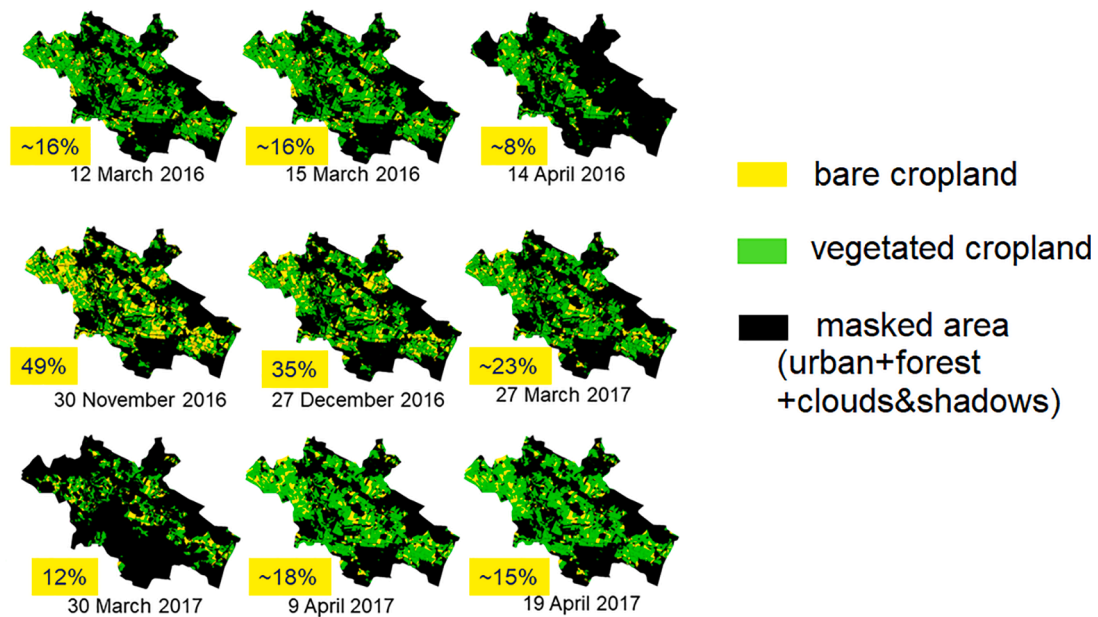 ~16%
12 March 2016
~16%
15 March 2016
~8%
14 April 2016
49%
30 November 2016
35%
27 December 2016
~23%
27 March 2017
12%
30 March 2017
~18%
9 April 2017
~15%
19 April 2017
bare cropland
vegetated cropland
masked area
(urban+forest
+clouds&shadows)